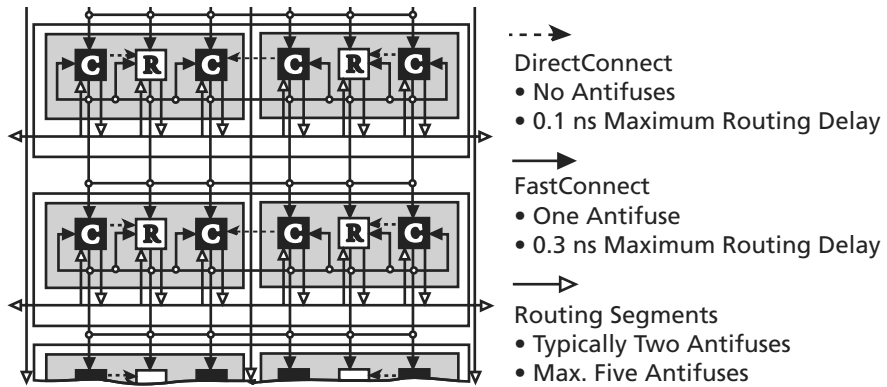 C R C C R C
DirectConnect
• No Antifuses
• 0.1 ns Maximum Routing Delay
FastConnect
• One Antifuse
• 0.3 ns Maximum Routing Delay
C R C C R C
Routing Segments
• Typically Two Antifuses
• Max. Five Antifuses